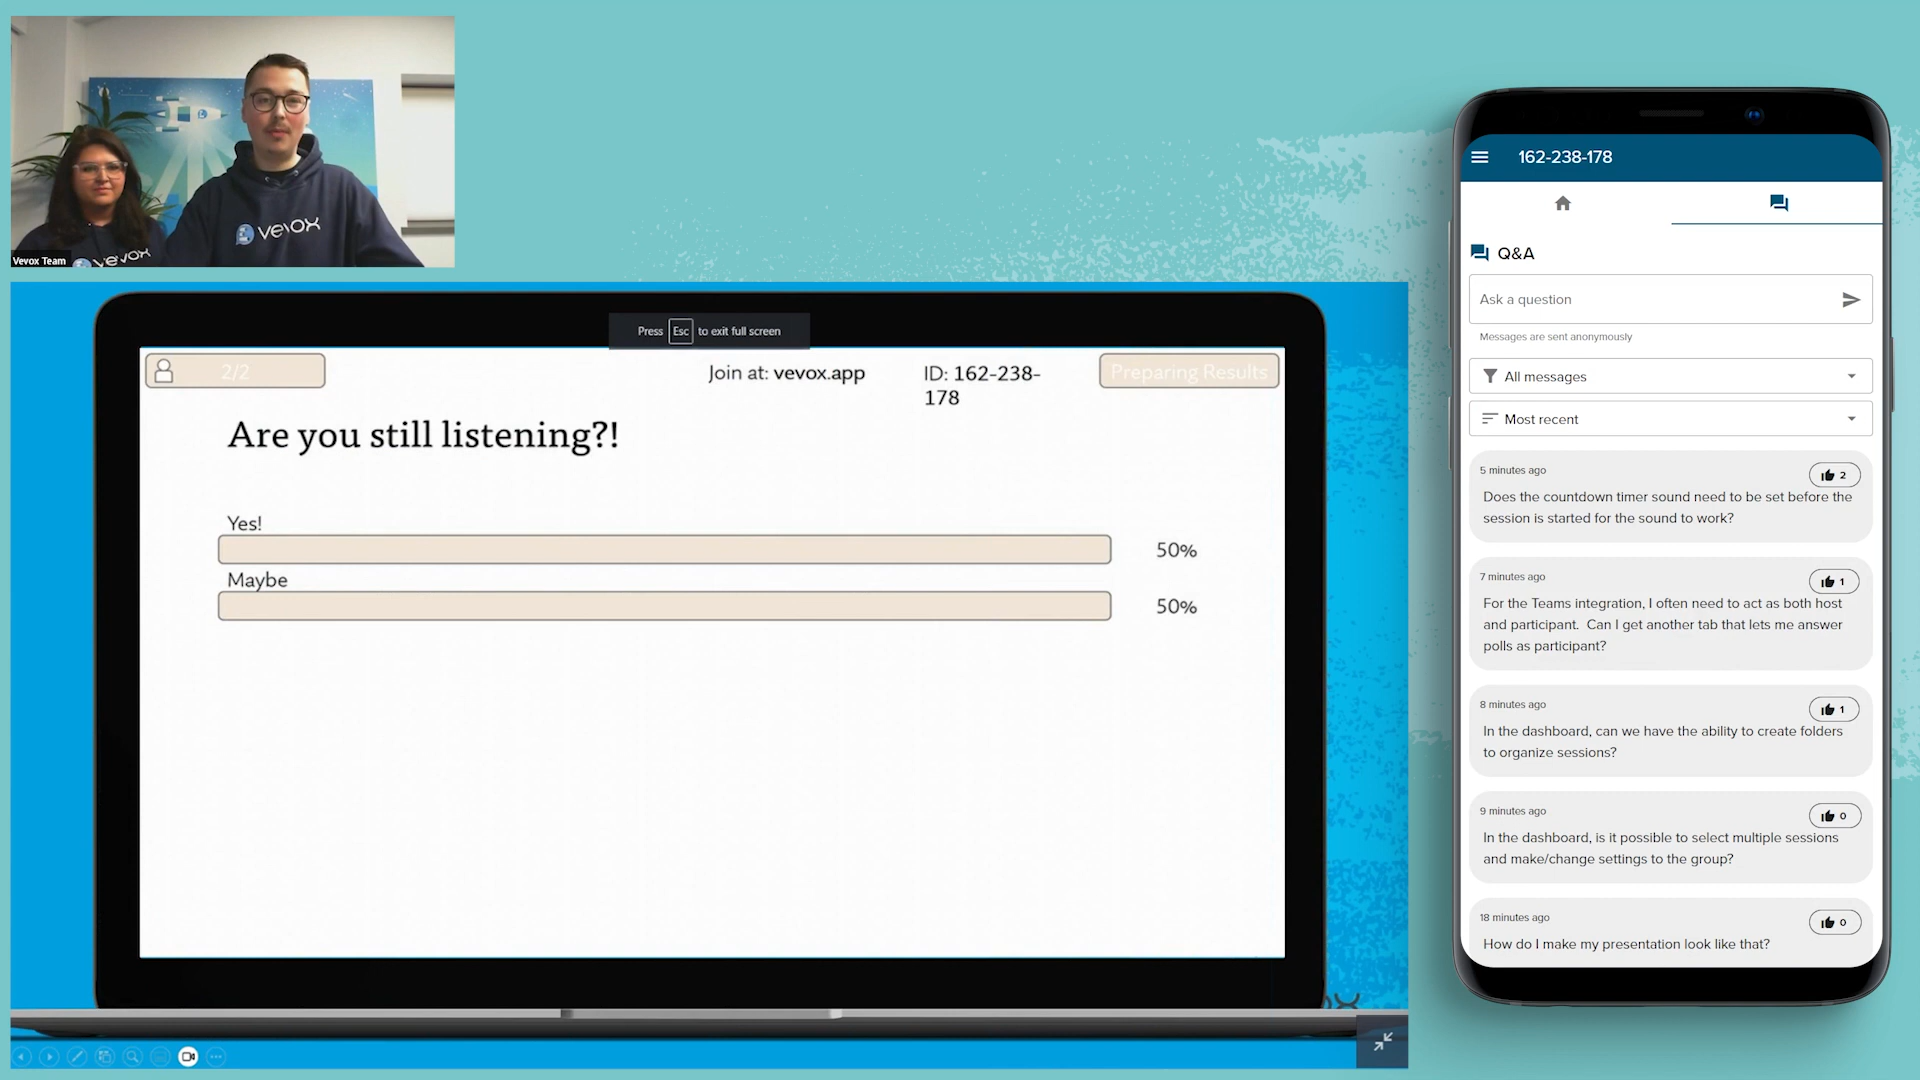 vevox
vevox
Vevox Team
Press Esc to exit full screen
2/2
Join at: vevox.app
ID: 162-238-
178
Preparing Results
Are you still listening?!
Yes!
50%
Maybe
50%
162-238-178
Q&A
Ask a question
Messages are sent anonymously
All messages
Most recent
5 minutes ago
2
Does the countdown timer sound need to be set before the
session is started for the sound to work?
7 minutes ago
1
For the Teams integration, I often need to act as both host
and participant. Can I get another tab that lets me answer
polls as participant?
8 minutes ago
1
In the dashboard, can we have the ability to create folders
to organize sessions?
9 minutes ago
0
In the dashboard, is it possible to select multiple sessions
and make/change settings to the group?
18 minutes ago
0
How do I make my presentation look like that?